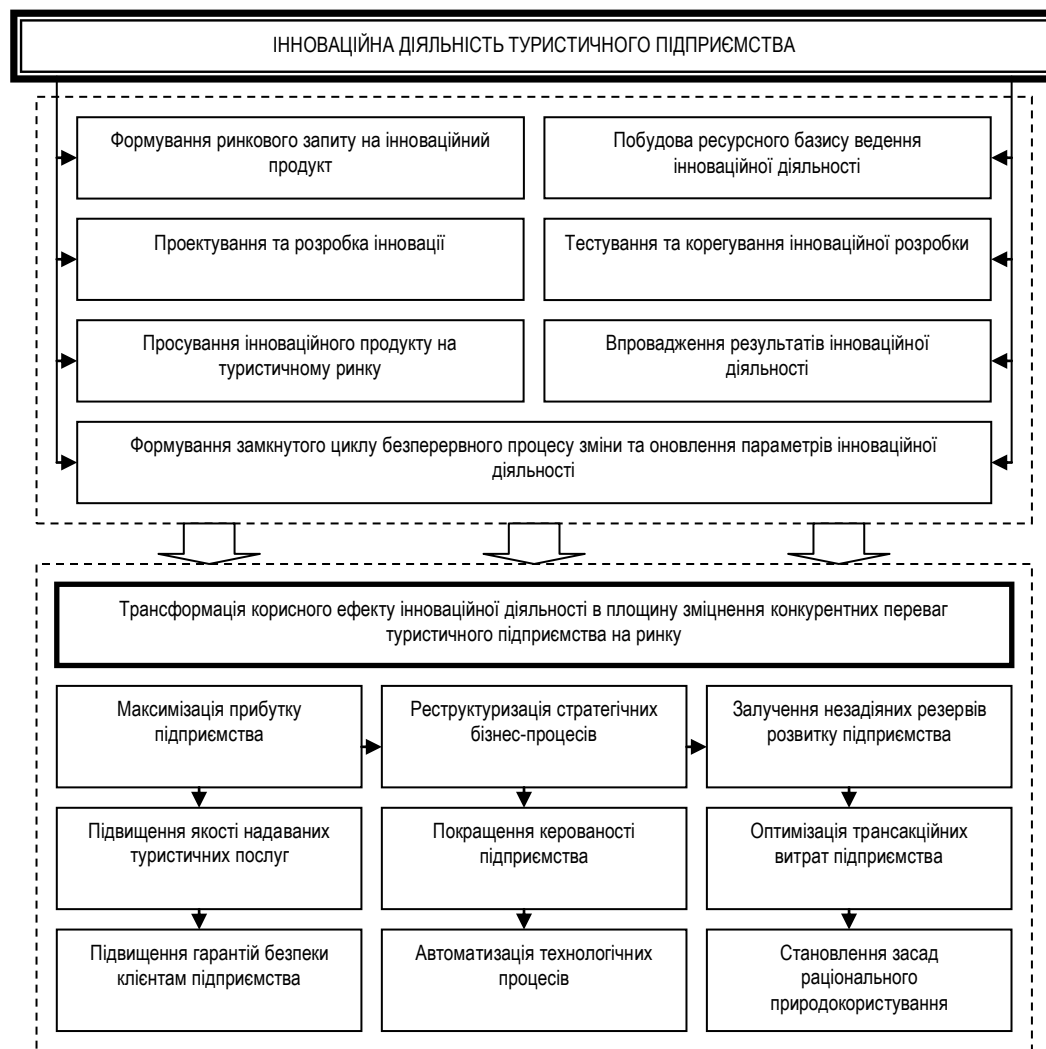 ІННОВАЦІЙНА ДІЯЛЬНІСТЬ ТУРИСТИЧНОГО ПІДПРИЄМСТВА
Формування ринкового запиту на інноваційний
продукт
Побудова ресурсного базису ведення
інноваційної діяльності
Проектування та розробка інновації
Тестування та корегування інноваційної розробки
Просування інноваційного продукту на
туристичному ринку
Впровадження результатів інноваційної
діяльності
Формування замкнутого циклу безперервного процесу зміни та оновлення параметрів інноваційної
діяльності
Трансформація корисного ефекту інноваційної діяльності в площину зміцнення конкурентних переваг
туристичного підприємства на ринку
Максимізація прибутку
підприємства
Реструктуризація стратегічних
бізнес-процесів
Залучення незадіяних резервів
розвитку підприємства
Підвищення якості надаваних
туристичних послуг
Покращення керованості
підприємства
Оптимізація трансакційних
витрат підприємства
Підвищення гарантій безпеки
клієнтам підприємства
Автоматизація технологічних
процесів
Становлення засад
раціонального
природокористування